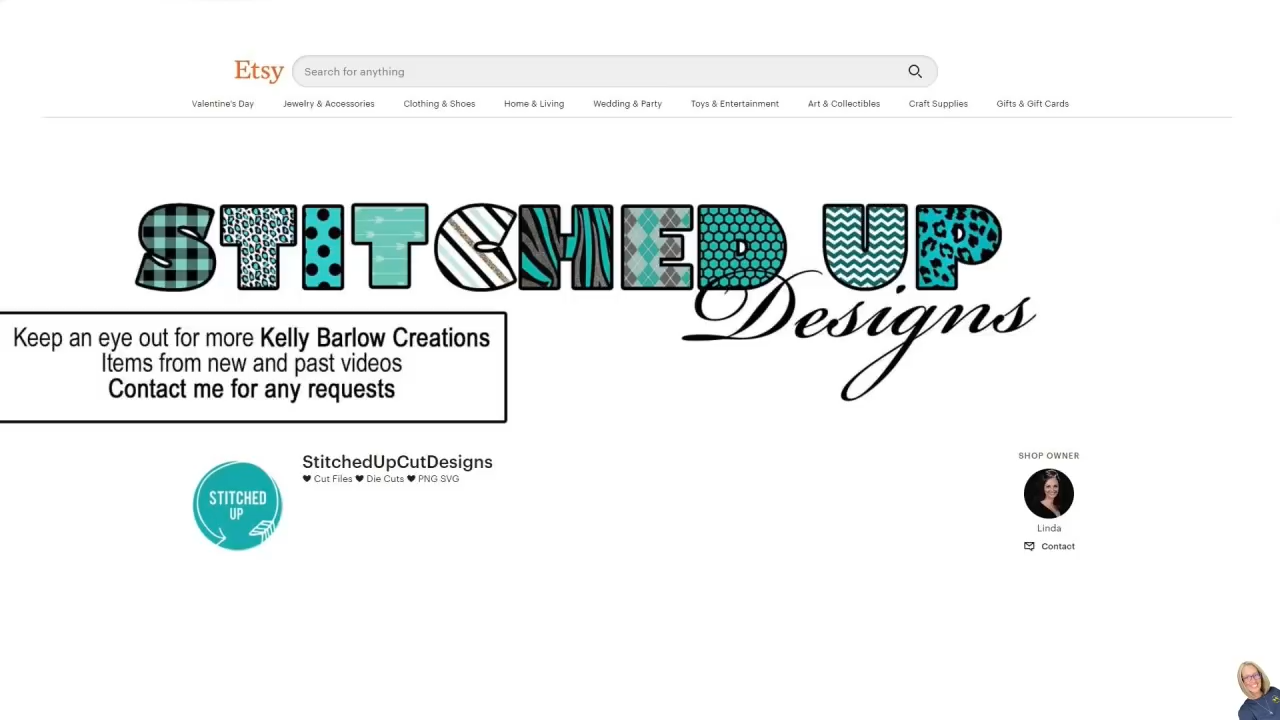 Etsy
Search for anything
Valentine's Day Jewelry & Accessories Clothing & Shoes Home & Living Wedding & Party Toys & Entertainment Art & Collectibles Craft Supplies Gifts & Gift Cards
STITCHED UP
Designs
Keep an eye out for more Kelly Barlow Creations
Items from new and past videos
Contact me for any requests
STITCHED
UP
StitchedUpCutDesigns
♥ Cut Files ♥ Die Cuts ♥ PNG SVG
SHOP OWNER
Linda
Contact